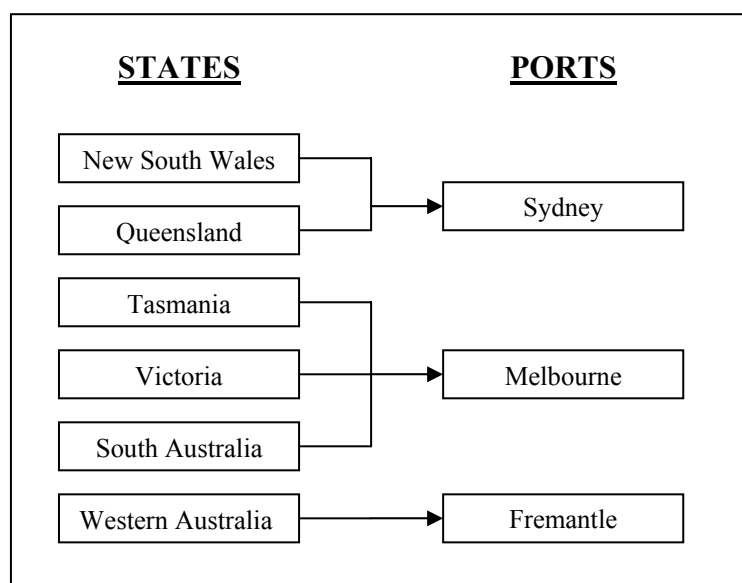 STATES
PORTS
New South Wales
Queensland
Tasmania
Victoria
South Australia
Western Australia
Sydney
Melbourne
Fremantle